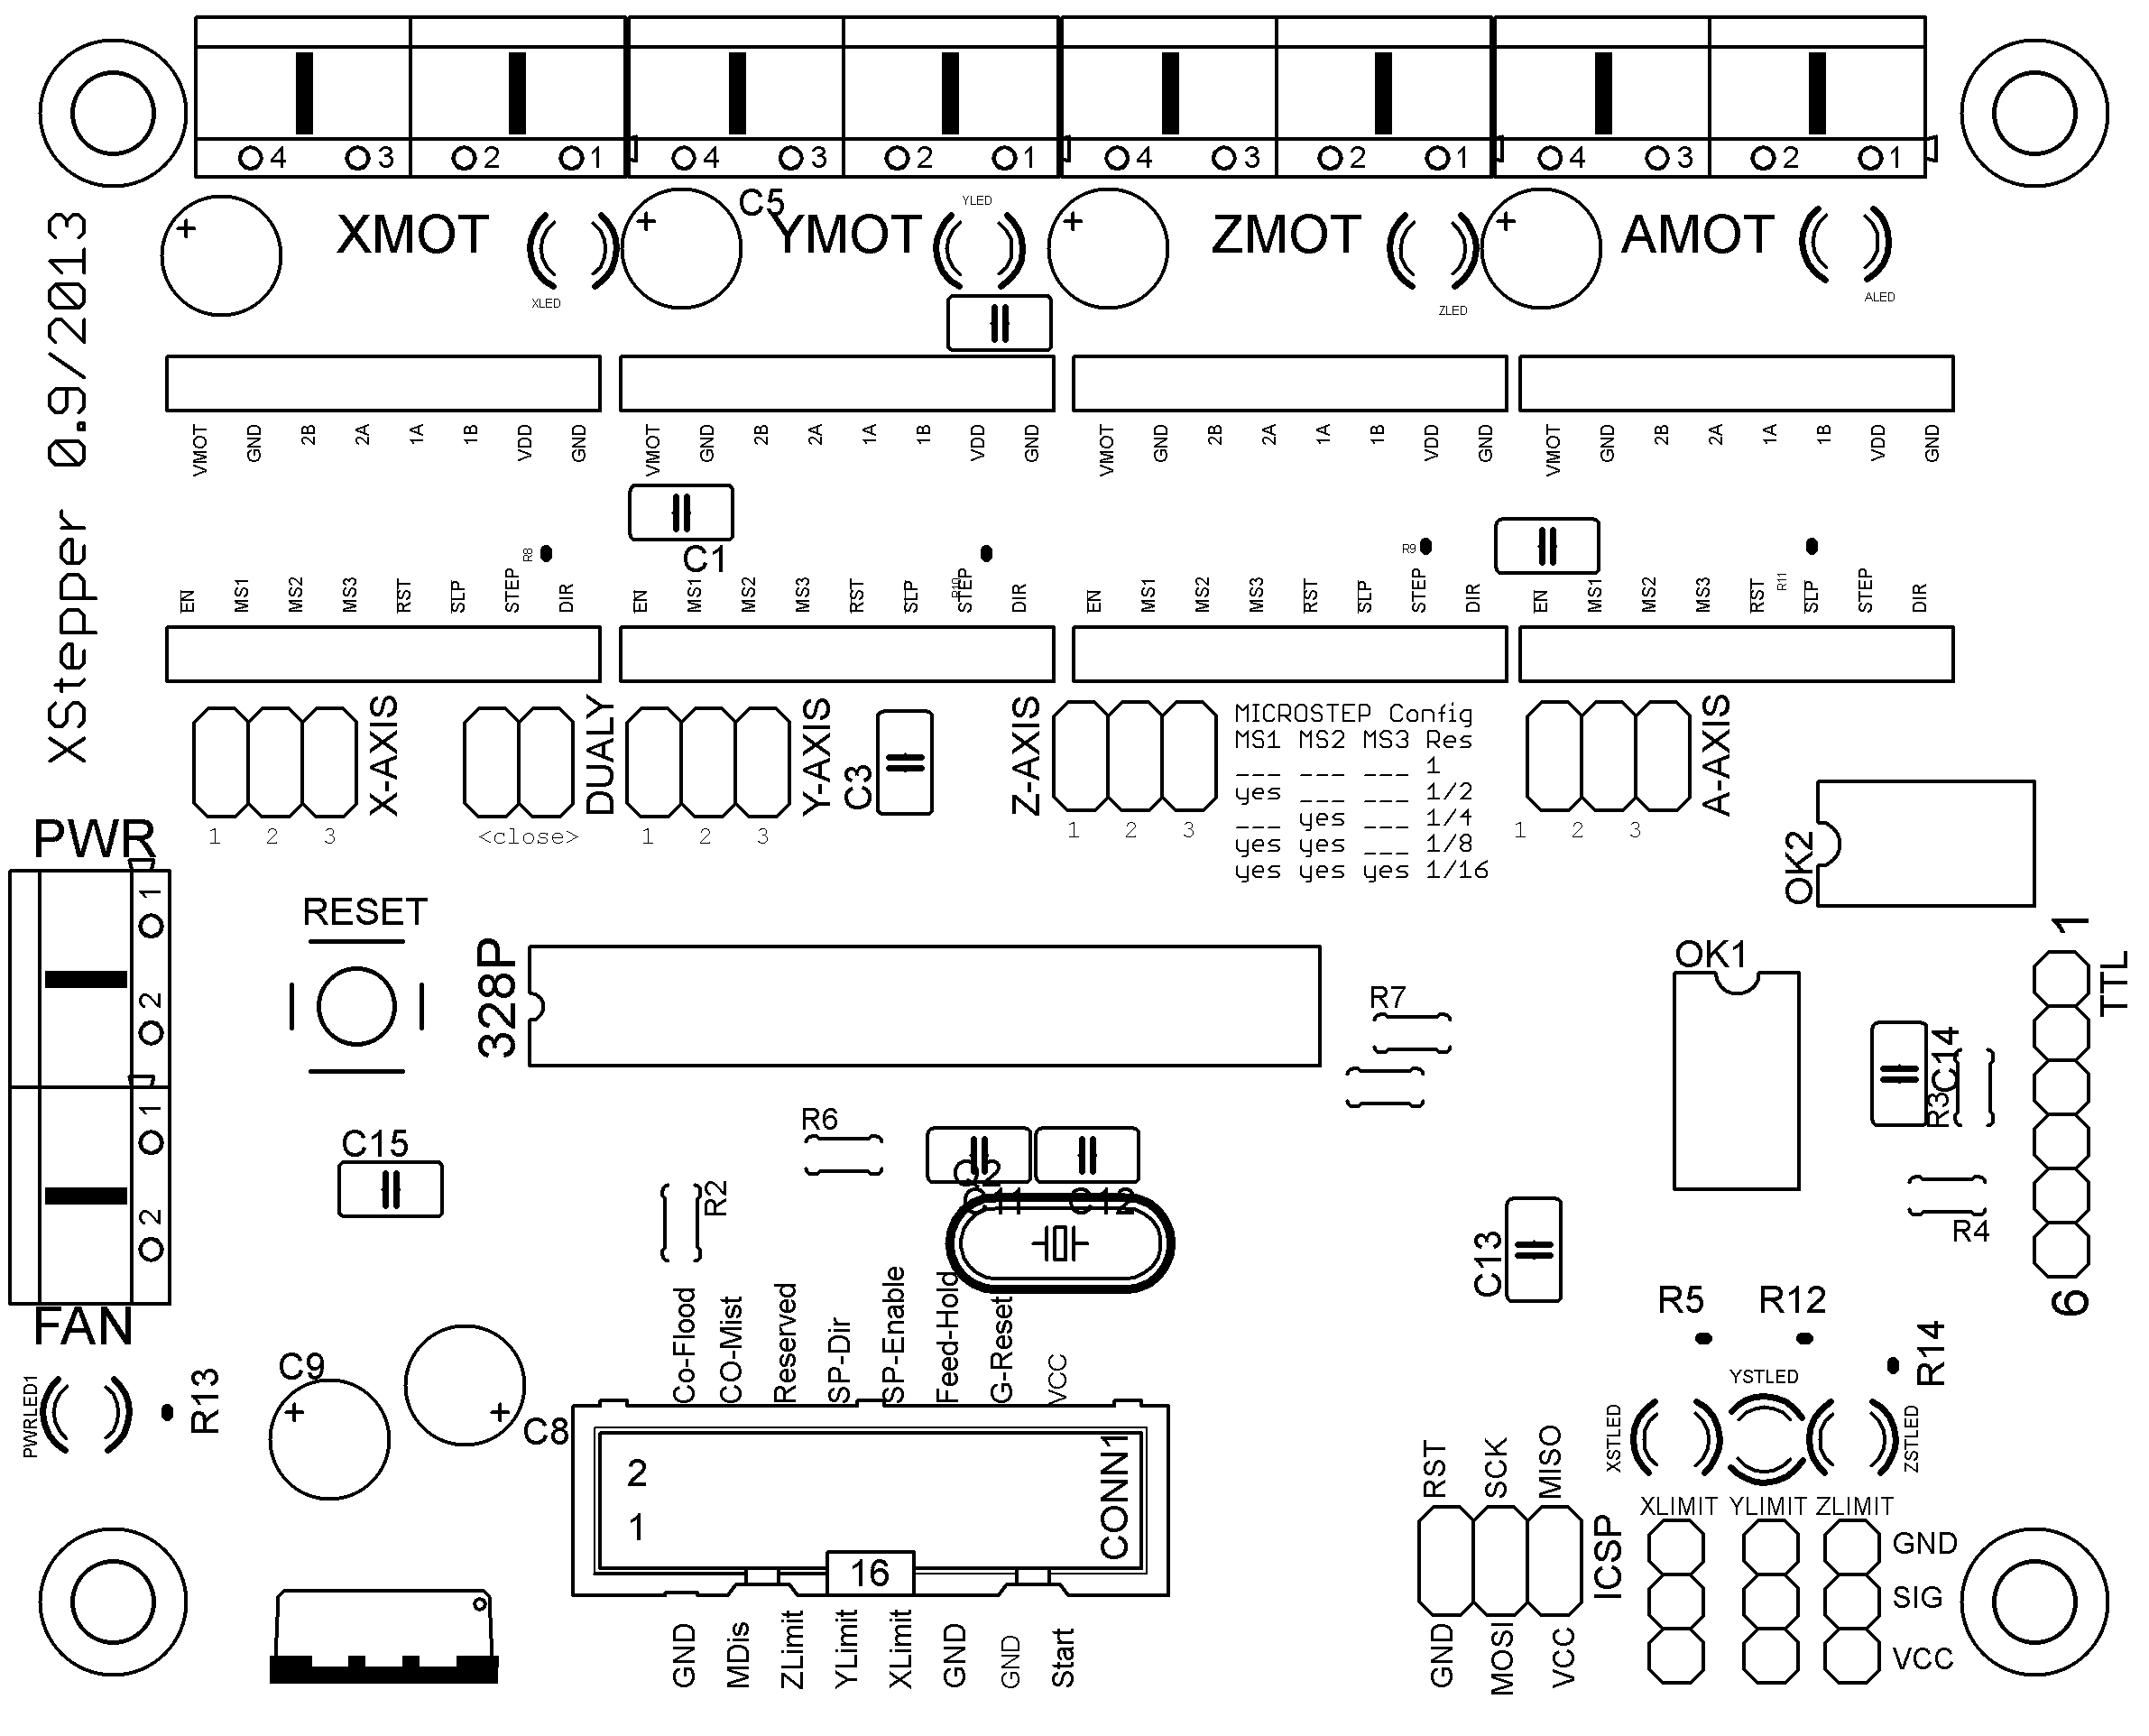 4 3 2 1 4 3 2 1 4 3 2 1 4 3 2 1
XStepper 0.9/2013
+ XMOT XLED
+ C5 YMOT YLED
+ ZMOT ZLED
+ AMOT ALED
VMOT GND 2B 2A 1A 1B VDD GND
VMOT GND 2B 2A 1A 1B VDD GND
VMOT GND 2B 2A 1A 1B VDD GND
VMOT GND 2B 2A 1A 1B VDD GND
C1
R8
R10
R9
R11
EN MS1 MS2 MS3 RST SLP STEP DIR
EN MS1 MS2 MS3 RST SLP STEP DIR
EN MS1 MS2 MS3 RST SLP STEP DIR
EN MS1 MS2 MS3 RST SLP STEP DIR
X-AXIS
1 2 3
DUALY
<close>
Y-AXIS
1 2 3
C3
Z-AXIS
1 2 3
MICROSTEP Config
MS1 MS2 MS3 Res
___ ___ ___ 1
yes ___ ___ 1/2
___ yes ___ 1/4
yes yes ___ 1/8
yes yes yes 1/16
A-AXIS
1 2 3
PWR
1
2
1
2
FAN
RESET
328P
OK2
OK1
1
TTL
6
R7
C14
R3
R4
C15
R6
R2
C2
C11
C12
C13
R5
R12
R14
PWRLED1
R13
C9
+
+
C8
Co-Flood
CO-Mist
Reserved
SP-Dir
SP-Enable
Feed-Hold
G-Reset
VCC
2
1
CONN1
16
GND
MDis
ZLimit
YLimit
XLimit
GND
GND
Start
RST SCK MISO
ICSP
GND MOSI VCC
YSTLED
XSTLED
ZSTLED
XLIMIT YLIMIT ZLIMIT
GND
SIG
VCC